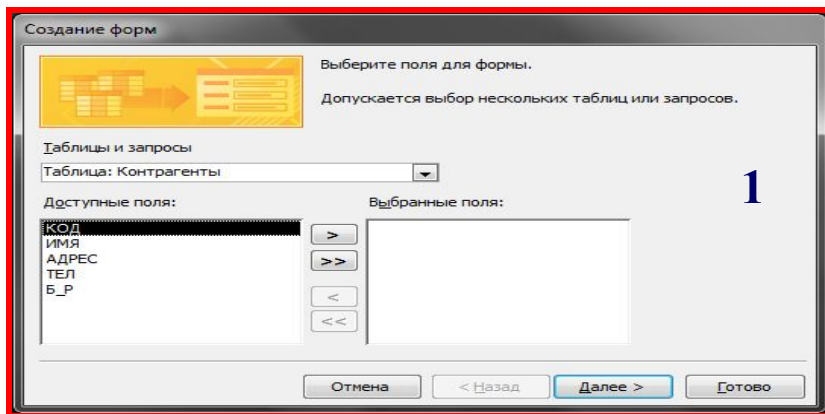 Создание форм
Выберите поля для формы.
Допускается выбор нескольких таблиц или запросов.
Таблицы и запросы
Таблица: Контрагенты
1
Доступные поля:
Выбранные поля:
КОД
ИМЯ
АДРЕС
ТЕЛ
Б_Р
>
>>
<
<<
Отмена
< Назад
Далее >
Готово